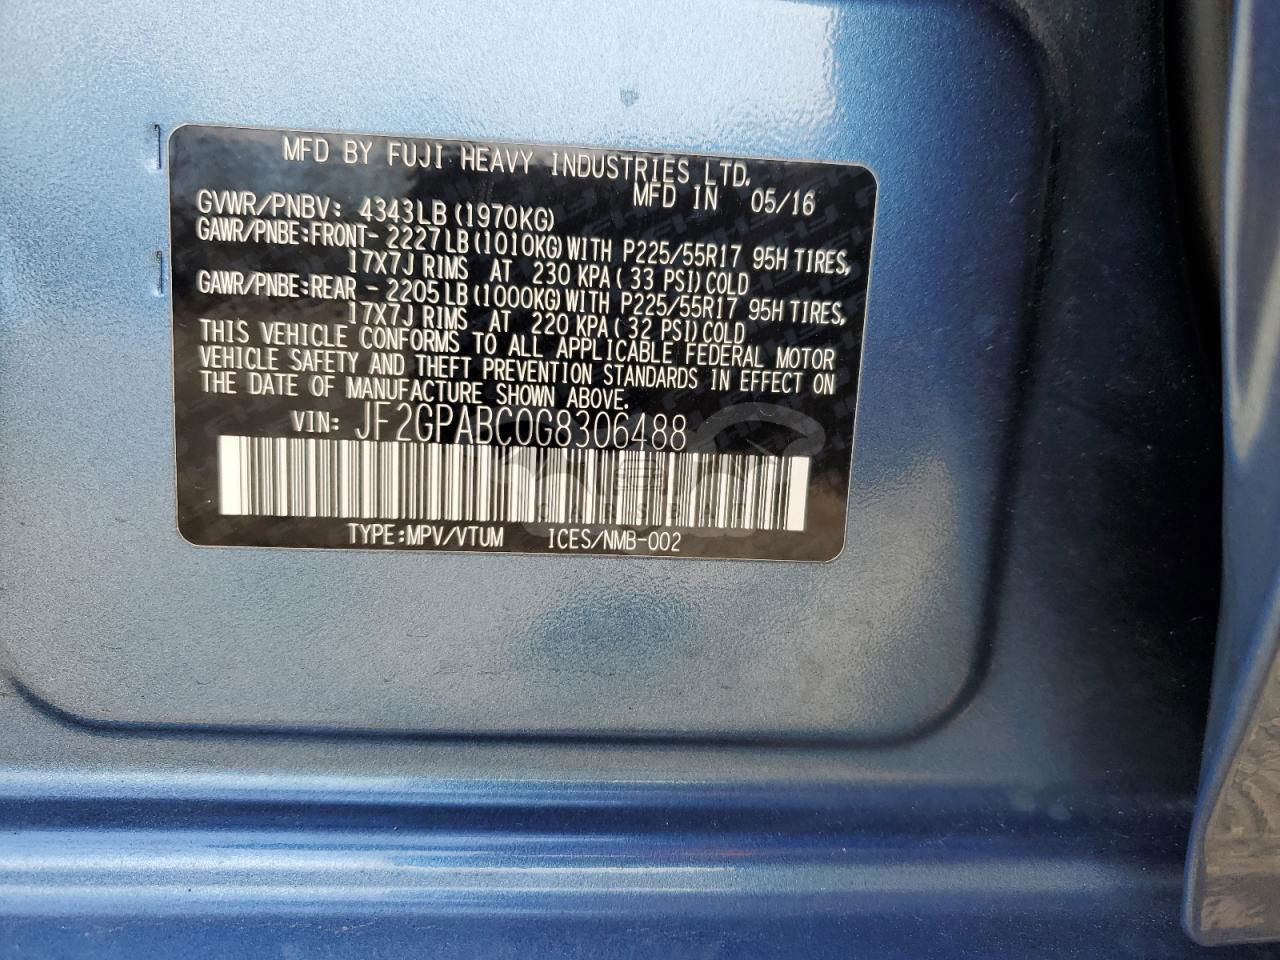 MFD BY FUJI HEAVY INDUSTRIES LTD.
MFD IN 05/16
GVWR/PNBV: 4343LB(1970KG)
GAWR/PNBE:FRONT- 2227LB(1010KG)WITH P225/55R17 95H TIRES,
17X7J RIMS AT 230 KPA( 33 PSI)COLD
GAWR/PNBE:REAR - 2205LB(1000KG)WITH P225/55R17 95H TIRES,
17X7J RIMS AT 220 KPA( 32 PSI)COLD
THIS VEHICLE CONFORMS TO ALL APPLICABLE FEDERAL MOTOR
VEHICLE SAFETY AND THEFT PREVENTION STANDARDS IN EFFECT ON
THE DATE OF MANUFACTURE SHOWN ABOVE.
VIN: JF2GPABC0G8306488
TYPE:MPV/VTUM ICES/NMB-002